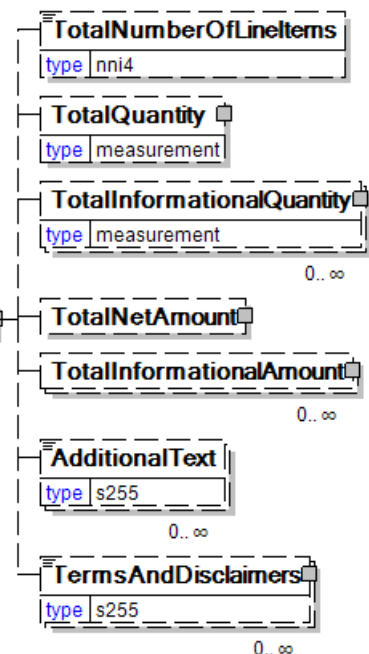 TotalNumberOfLineItems
type nni4
TotalQuantity
type measurement
TotalInformationalQuantity
type measurement
0.. ∞
TotalNetAmount
TotalInformationalAmount
0.. ∞
AdditionalText
type s255
0.. ∞
TermsAndDisclaimers
type s255
0.. ∞